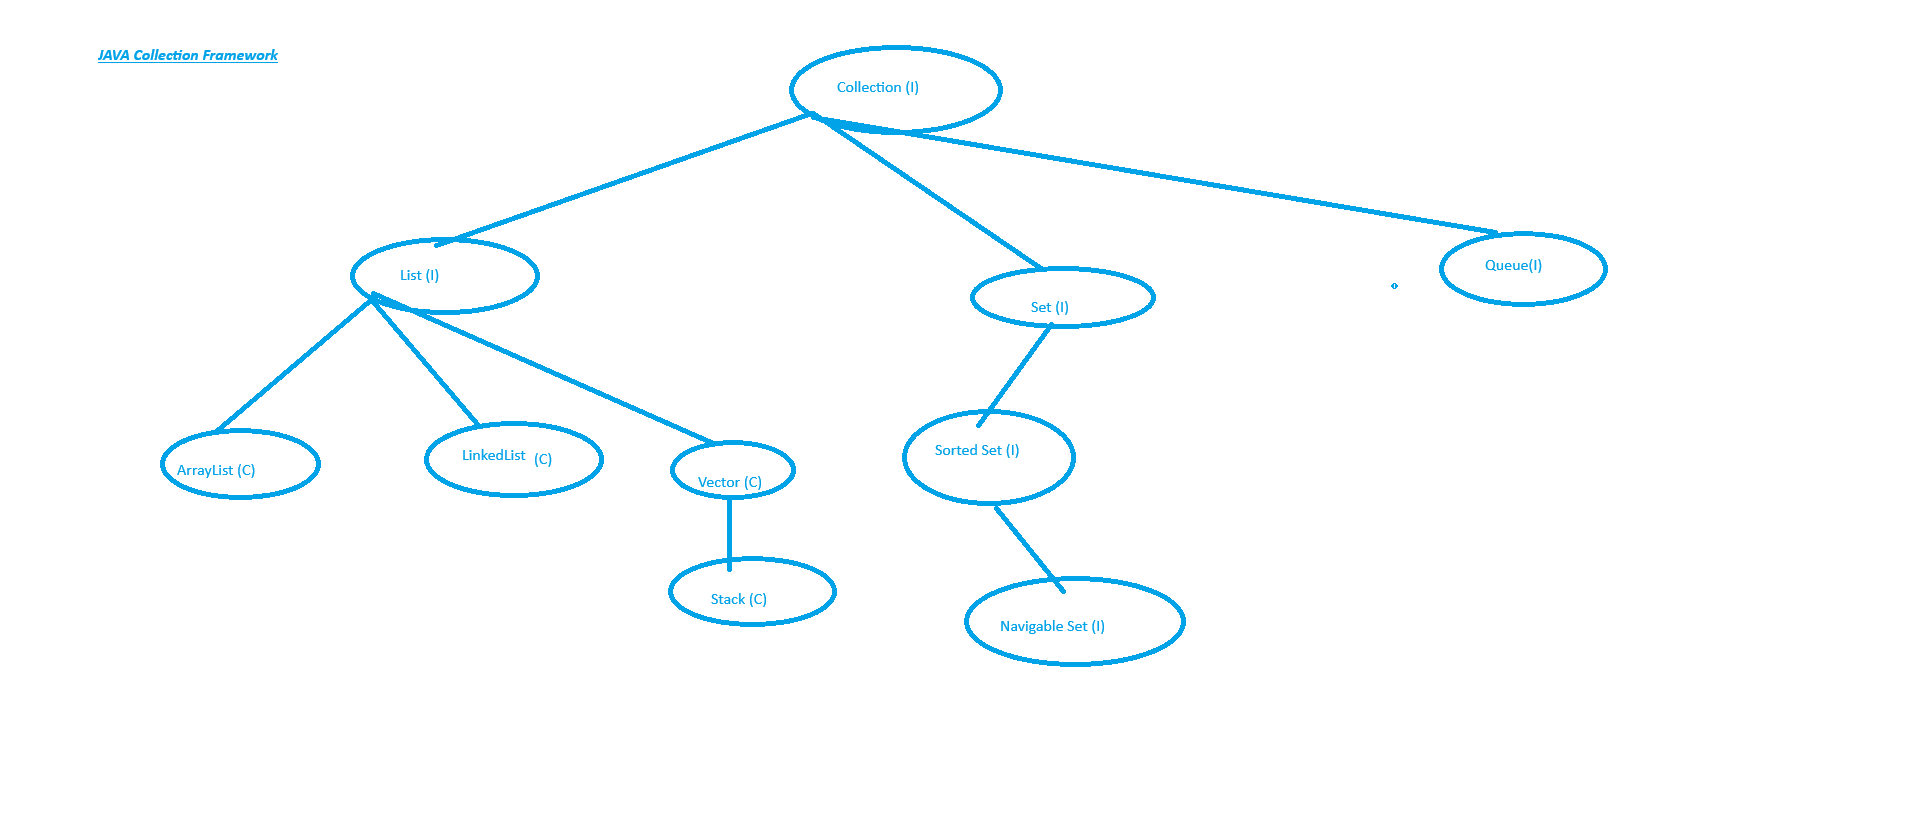 JAVA Collection Framework
Collection (I)
List (I)
Set (I)
Queue(I)
ArrayList (C)
LinkedList (C)
Vector (C)
Sorted Set (I)
Stack (C)
Navigable Set (I)